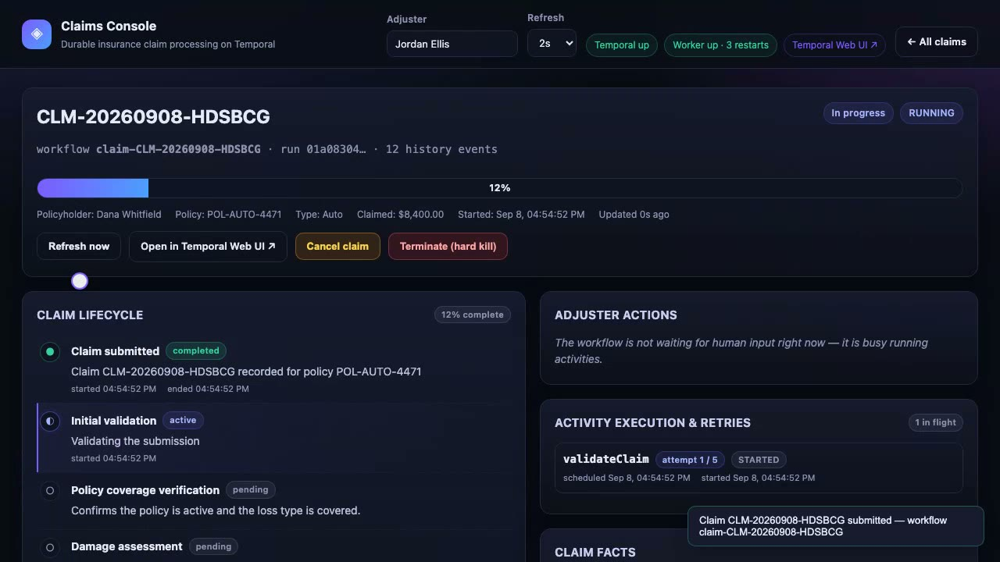 Claims Console
Durable insurance claim processing on Temporal
Adjuster
Jordan Ellis
Refresh
2s
Temporal up
Worker up · 3 restarts
Temporal Web UI ↗
← All claims
CLM-20260908-HDSBCG
In progress
RUNNING
workflow claim-CLM-20260908-HDSBCG · run 01a08304… · 12 history events
12%
Policyholder: Dana Whitfield Policy: POL-AUTO-4471 Type: Auto Claimed: $8,400.00 Started: Sep 8, 04:54:52 PM Updated 0s ago
Refresh now
Open in Temporal Web UI ↗
Cancel claim
Terminate (hard kill)
CLAIM LIFECYCLE
12% complete
Claim submitted completed
Claim CLM-20260908-HDSBCG recorded for policy POL-AUTO-4471
started 04:54:52 PM ended 04:54:52 PM
Initial validation active
Validating the submission
started 04:54:52 PM
Policy coverage verification pending
Confirms the policy is active and the loss type is covered.
Damage assessment pending
ADJUSTER ACTIONS
The workflow is not waiting for human input right now — it is busy running
activities.
ACTIVITY EXECUTION & RETRIES
1 in flight
validateClaim attempt 1 / 5 STARTED
scheduled Sep 8, 04:54:52 PM started Sep 8, 04:54:52 PM
CLAIM FACTS
Claim CLM-20260908-HDSBCG submitted — workflow
claim-CLM-20260908-HDSBCG